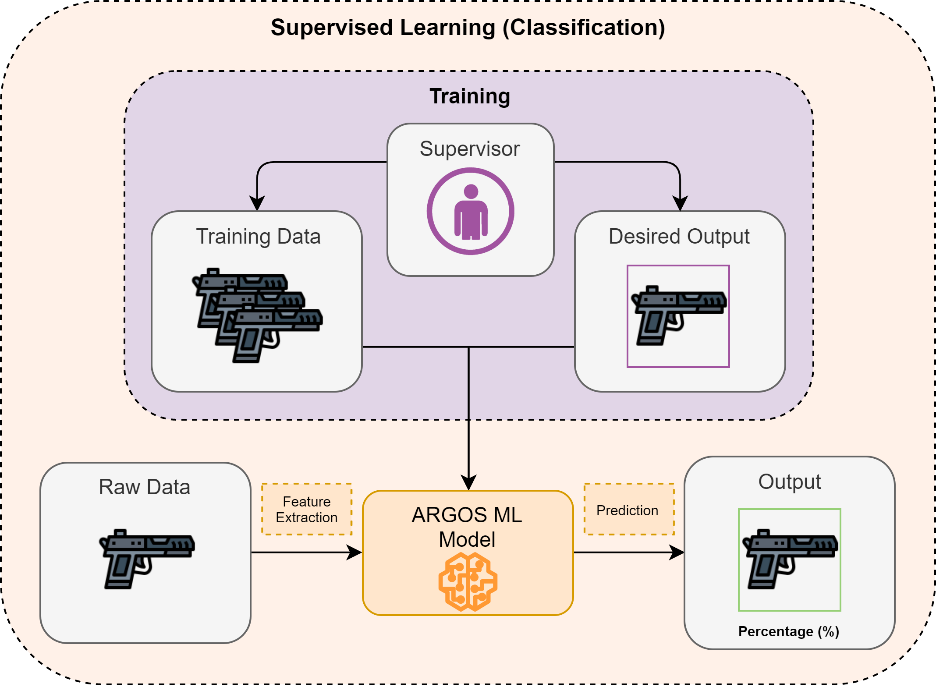 Supervised Learning (Classification)
Training
Supervisor
Training Data
Desired Output
Raw Data
Feature
Extraction
ARGOS ML
Model
Prediction
Output
Percentage (%)